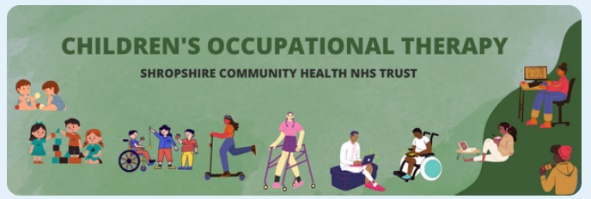 CHILDREN'S OCCUPATIONAL THERAPY
SHROPSHIRE COMMUNITY HEALTH NHS TRUST